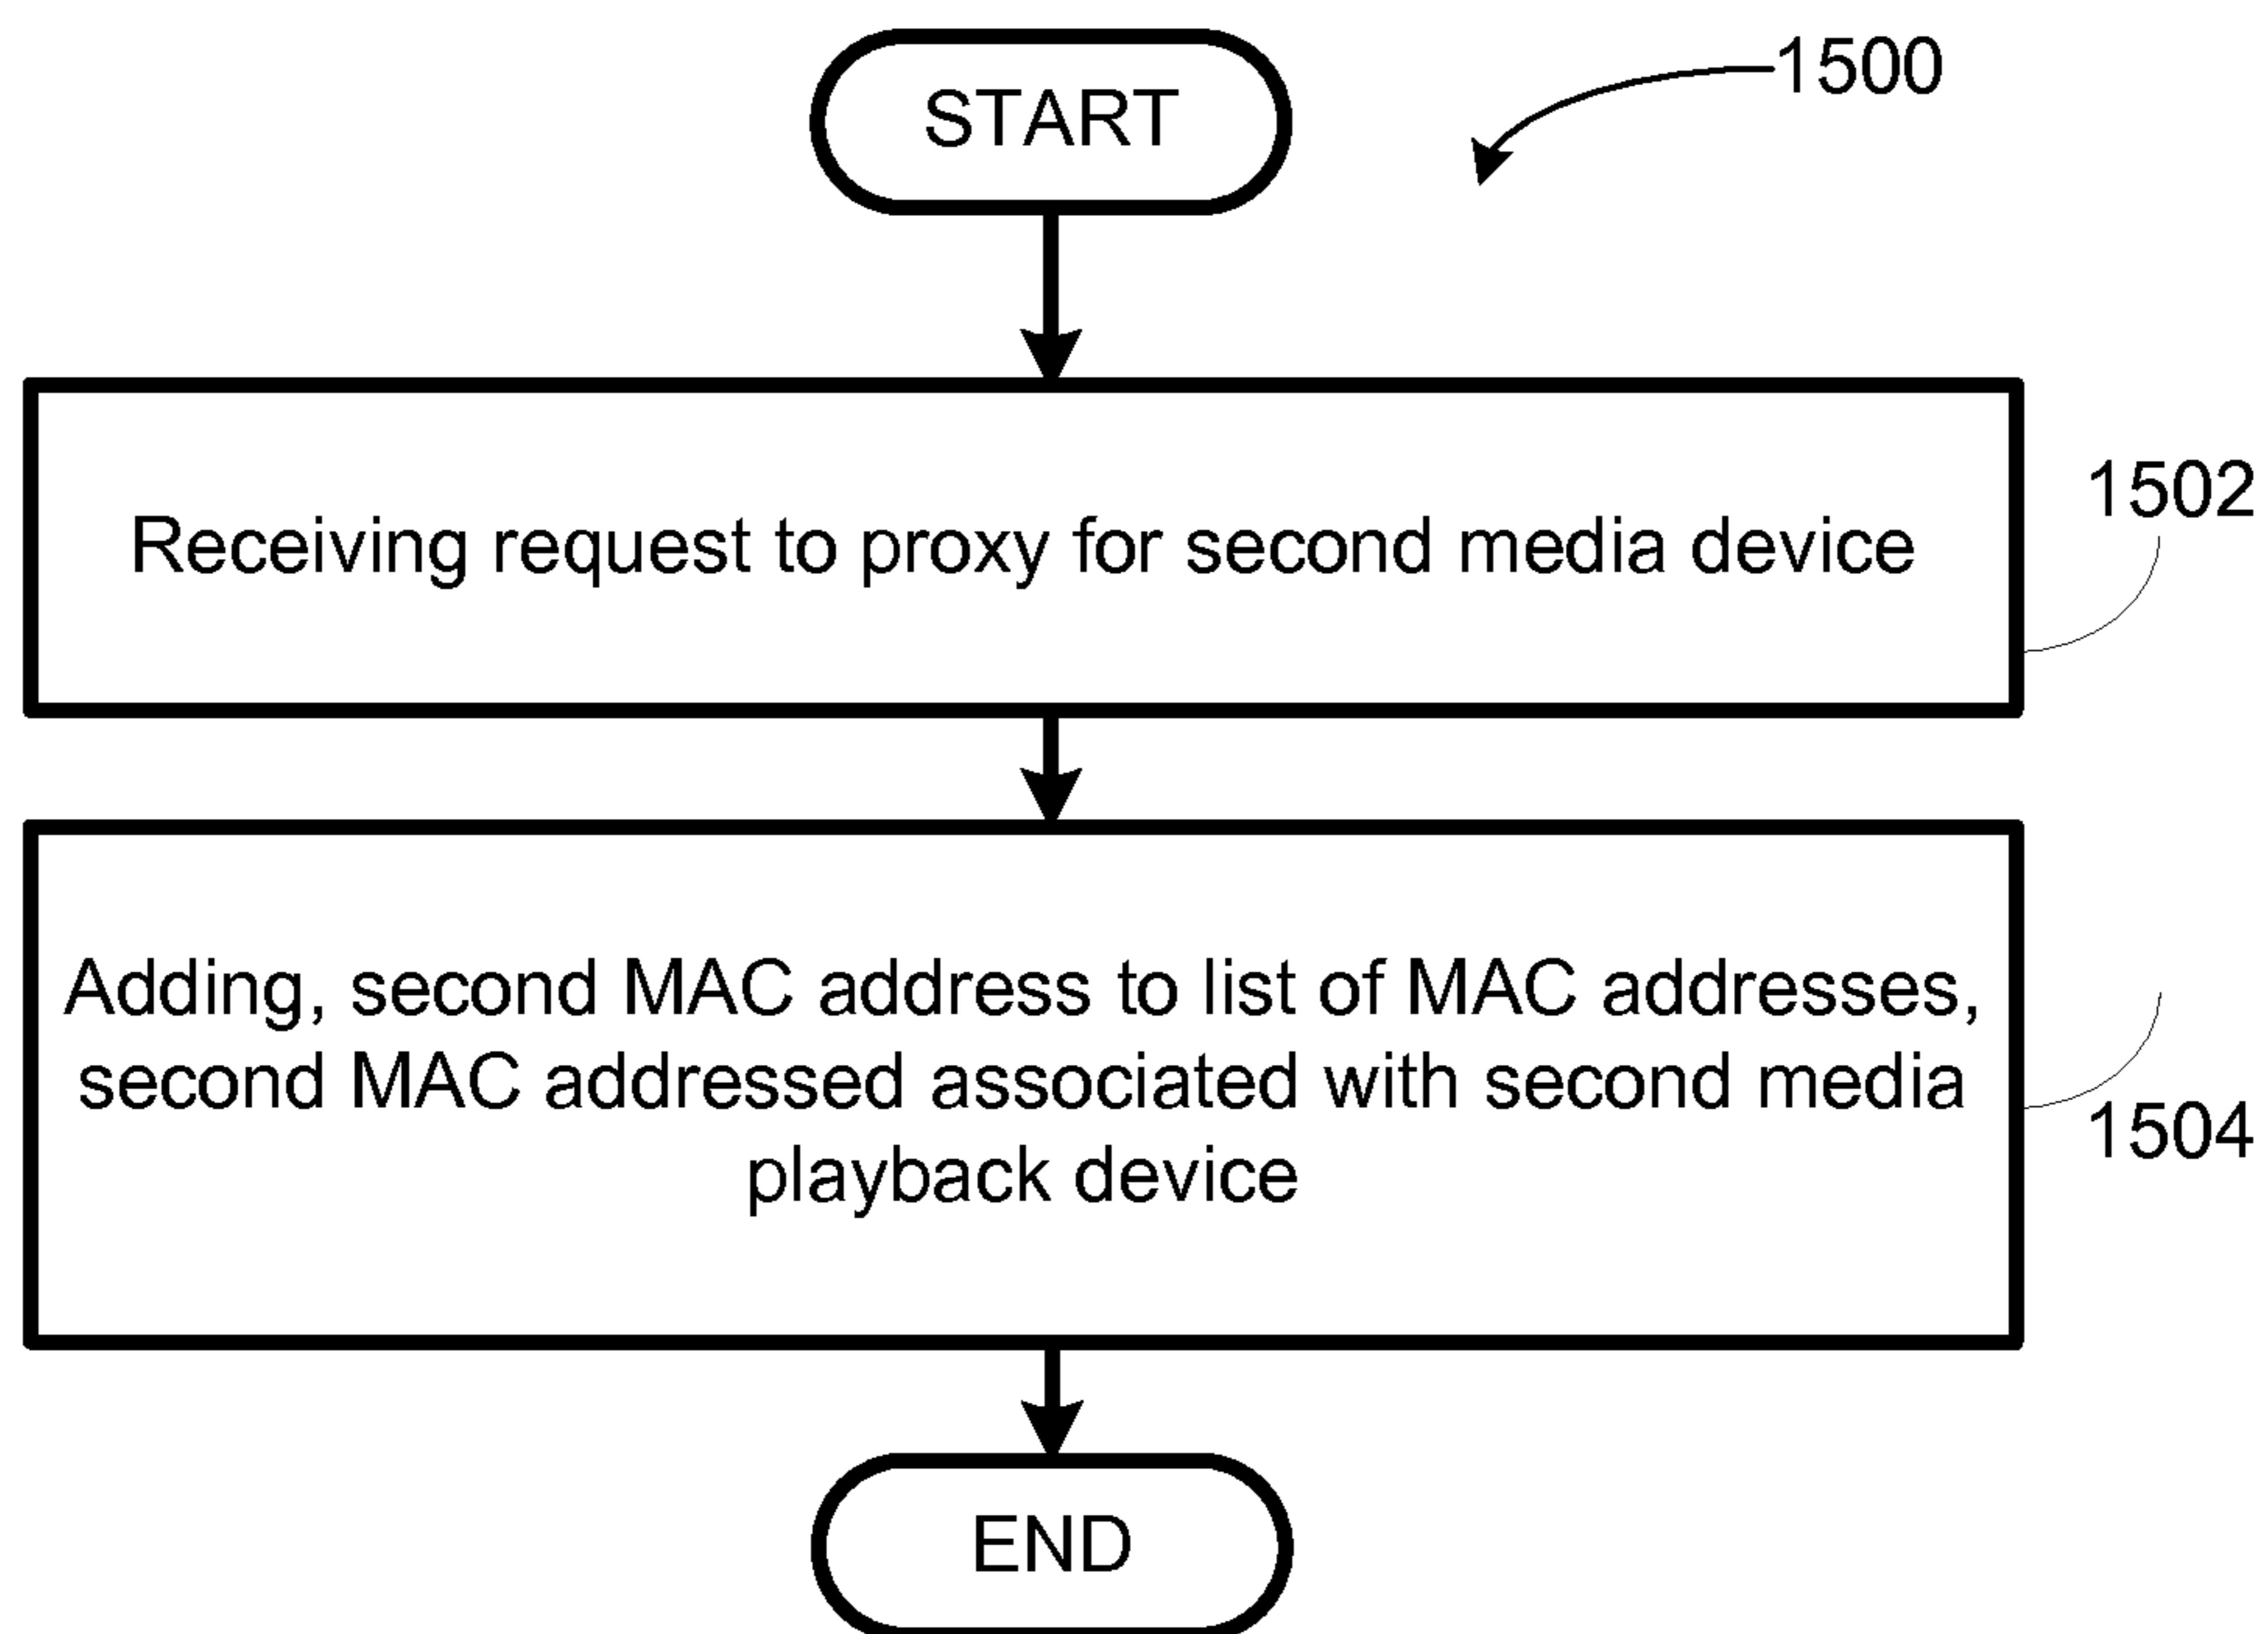 START
1500
1502
Receiving request to proxy for second media device
Adding, second MAC address to list of MAC addresses,
second MAC addressed associated with second media
playback device
1504
END